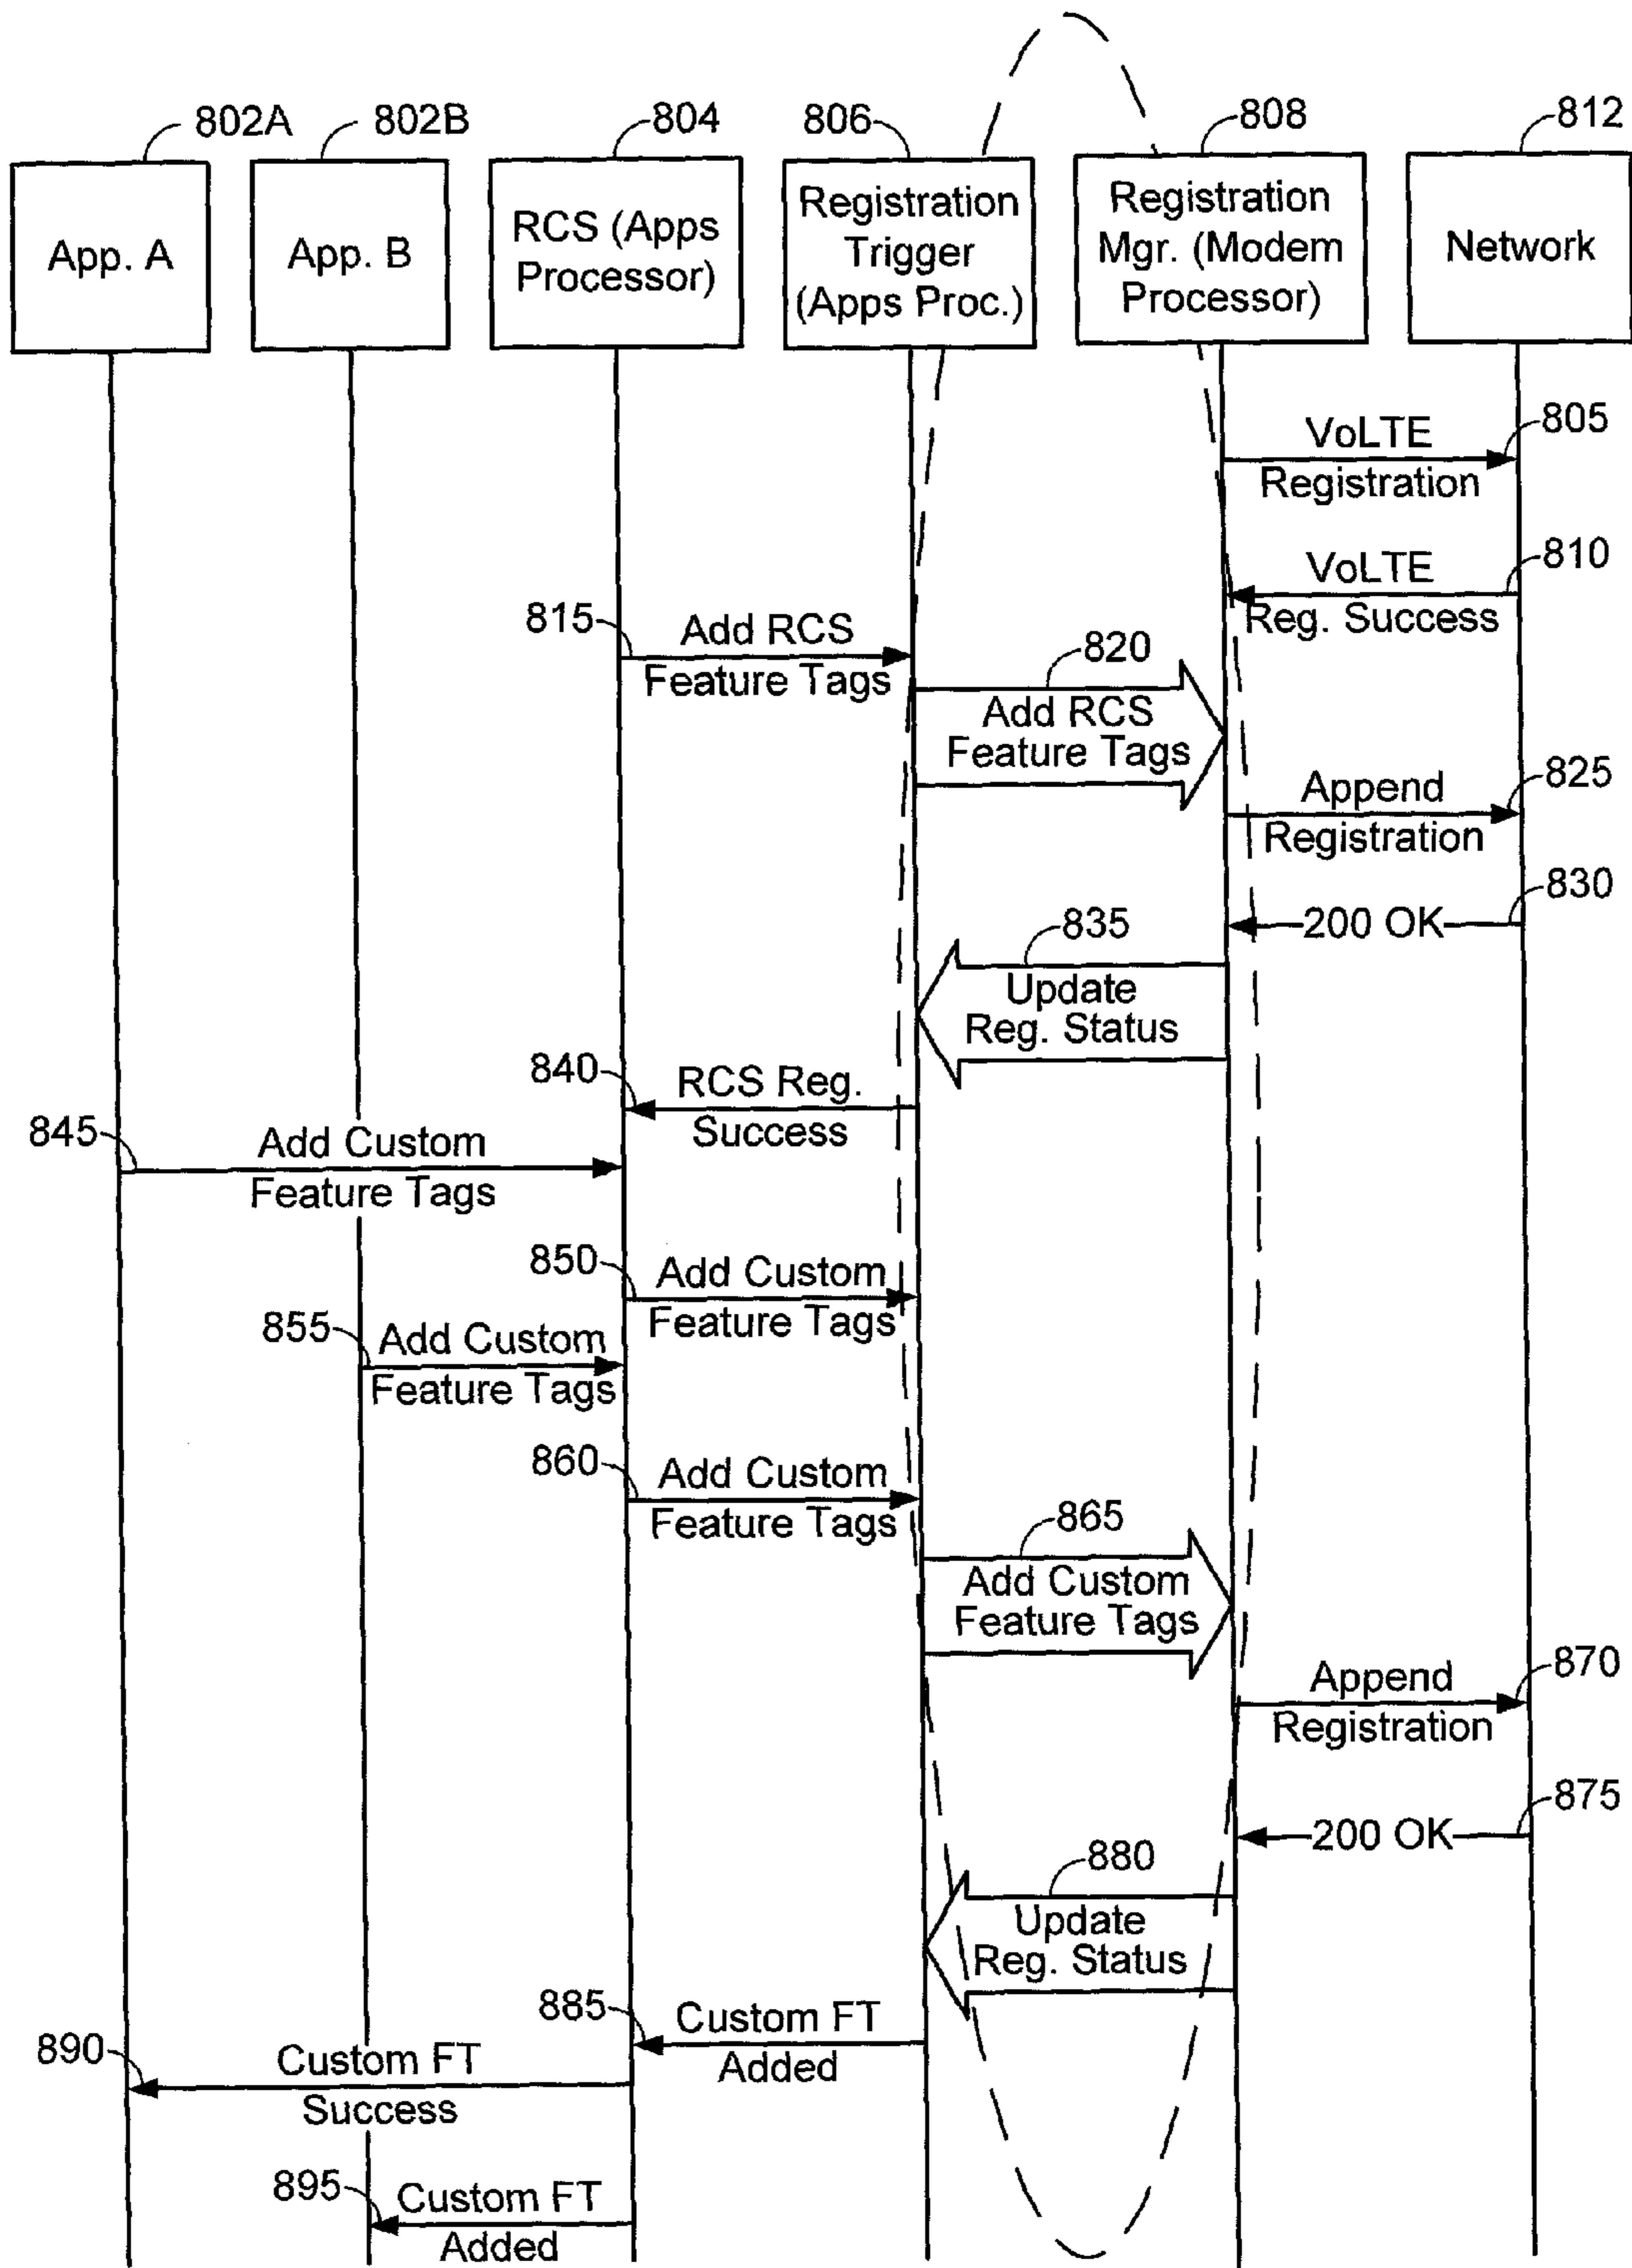 802A
802B
804
806
808
812
App. A
App. B
RCS (Apps
Processor)
Registration
Trigger
(Apps Proc.)
Registration
Mgr. (Modem
Processor)
Network
VoLTE
Registration
805
VoLTE
Reg. Success
810
815
Add RCS
Feature Tags
820
Add RCS
Feature Tags
Append
Registration
825
200 OK
830
835
Update
Reg. Status
840
RCS Reg.
Success
845
Add Custom
Feature Tags
850
Add Custom
Feature Tags
855
Add Custom
Feature Tags
860
Add Custom
Feature Tags
865
Add Custom
Feature Tags
Append
Registration
870
200 OK
875
880
Update
Reg. Status
885
Custom FT
Added
890
Custom FT
Success
895
Custom FT
Added